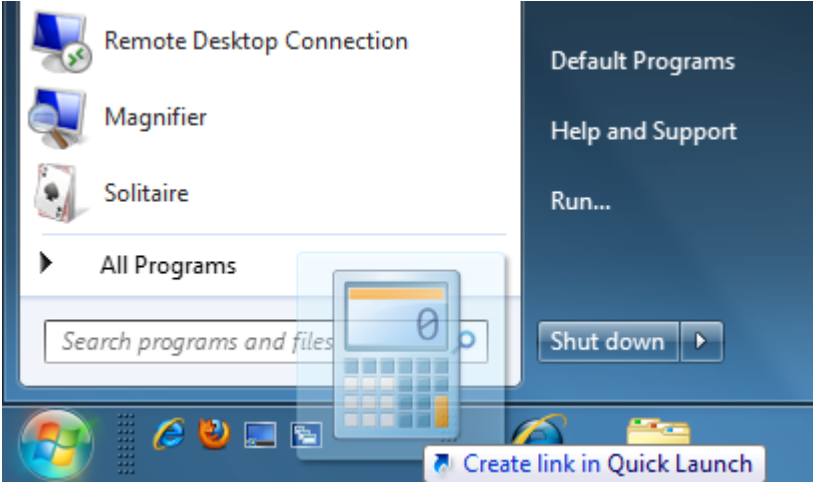 Remote Desktop Connection
Magnifier
Solitaire
All Programs
Search programs and files
Default Programs
Help and Support
Run...
Shut down
0
Create link in Quick Launch